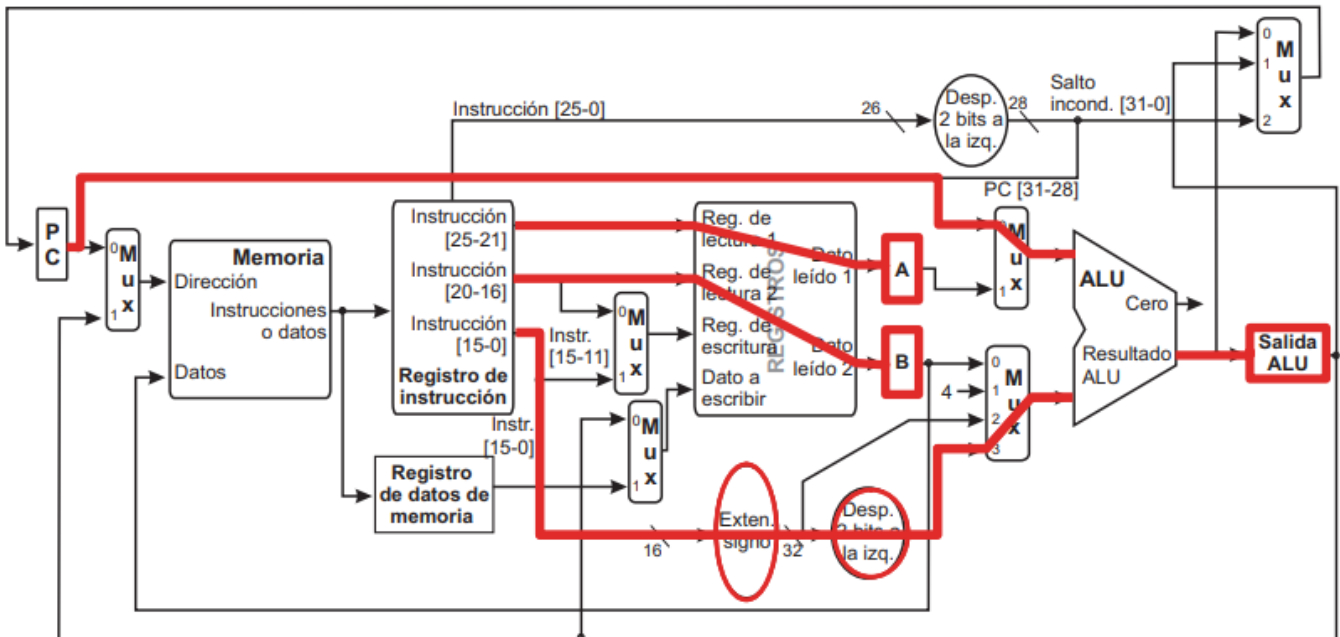 0
M
1
u
x
2
Instrucción [25-0]
26
Desp.
2 bits a
la izq.
28
Salto
incond. [31-0]
PC [31-28]
P
C
0
M
u
1
x
Memoria
Dirección
Instrucciones
o datos
Datos
Instrucción
[25-21]
Instrucción
[20-16]
Instrucción
[15-0]
Registro de
instrucción
Instr.
[15-11]
Instr.
[15-0]
0
M
u
1
x
0
M
u
1
x
Registro
de datos de
memoria
Reg. de
lectura 1
Reg. de
lectura 2
Reg. de
escritura
Dato a
escribir
REGISTROS
Dato
leído 1
Dato
leído 2
A
B
0
M
u
1
x
4
0
M
1
u
2
x
3
ALU
Cero
Resultado
ALU
Salida
ALU
16
Exten.
signo
32
Desp.
2 bits a
la izq.